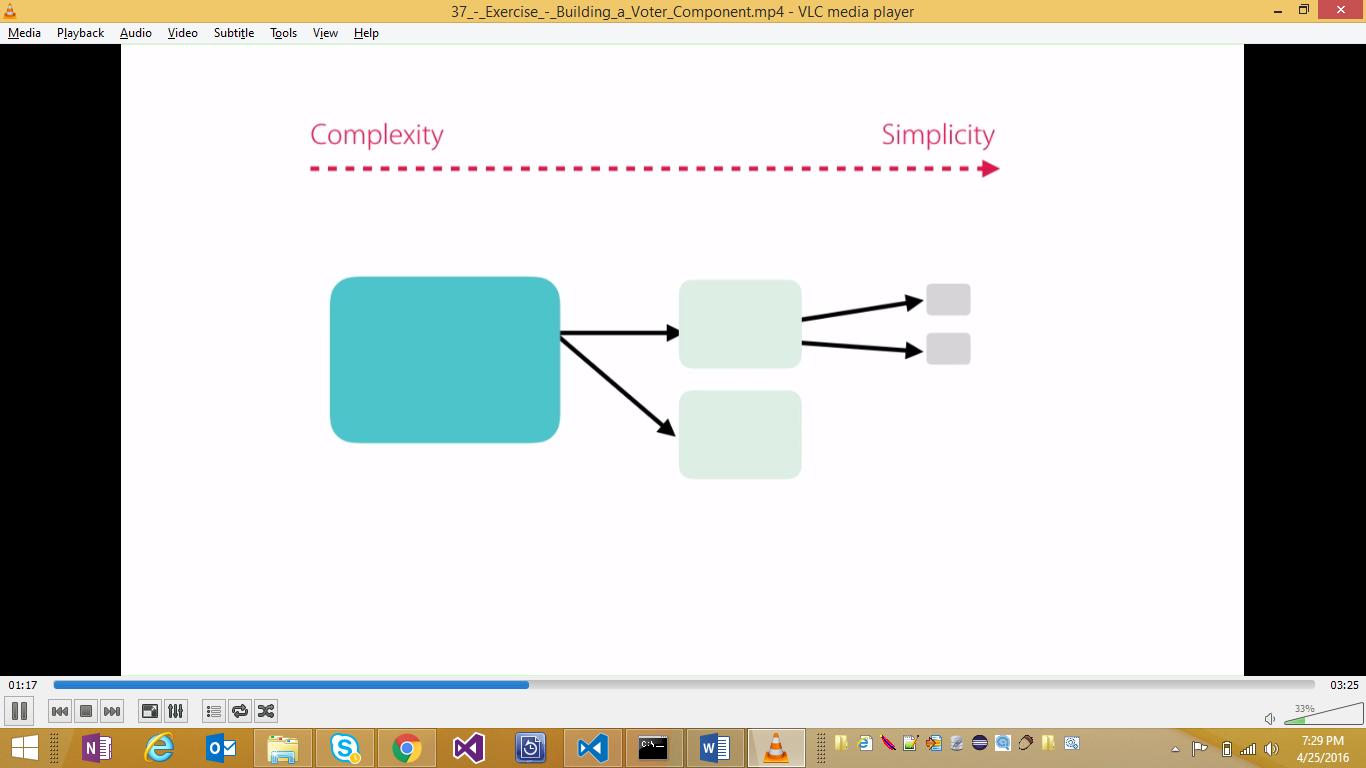 37_-_Exercise_-_Building_a_Voter_Component.mp4 - VLC media player
Media Playback Audio Video Subtitle Tools View Help
Complexity Simplicity
01:17 03:25
33%
7:29 PM
4/25/2016